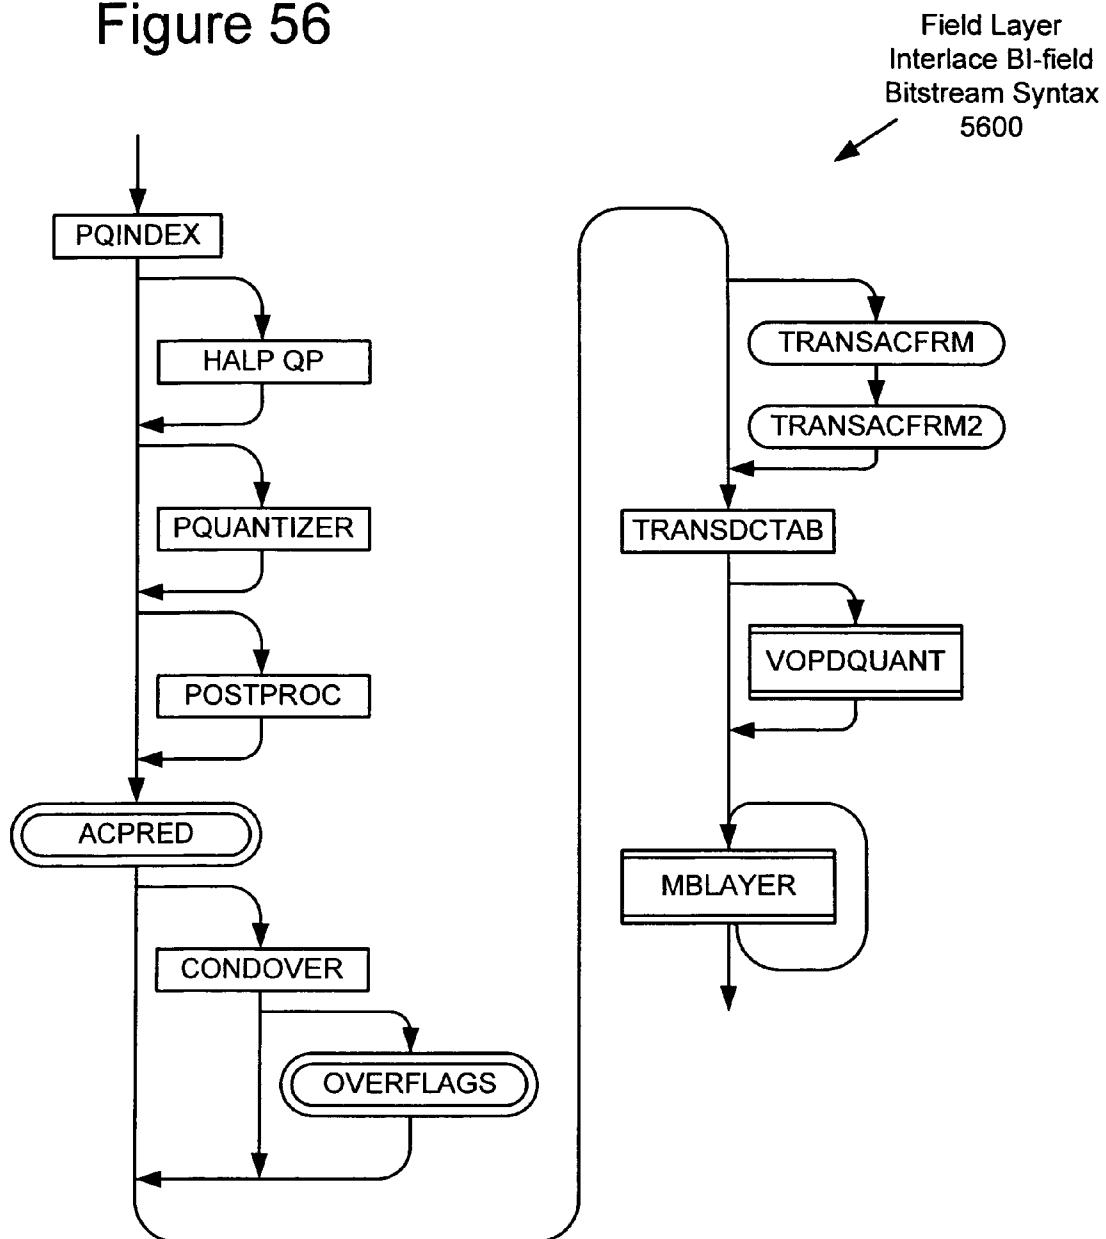 Figure 56
Field Layer
Interlace BI-field
Bitstream Syntax
5600
PQINDEX
HALP QP
PQUANTIZER
POSTPROC
ACPRED
CONDOVER
OVERFLAGS
TRANSACFRM
TRANSACFRM2
TRANSDCTAB
VOPDQUANT
MBLAYER